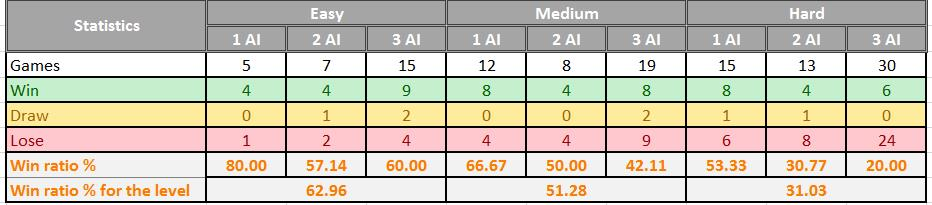 Statistics Easy Medium Hard
1 AI 2 AI 3 AI 1 AI 2 AI 3 AI 1 AI 2 AI 3 AI
Games 5 7 15 12 8 19 15 13 30
Win 4 4 9 8 4 8 8 4 6
Draw 0 1 2 0 0 2 1 1 0
Lose 1 2 4 4 4 9 6 8 24
Win ratio % 80.00 57.14 60.00 66.67 50.00 42.11 53.33 30.77 20.00
Win ratio % for the level 62.96 51.28 31.03